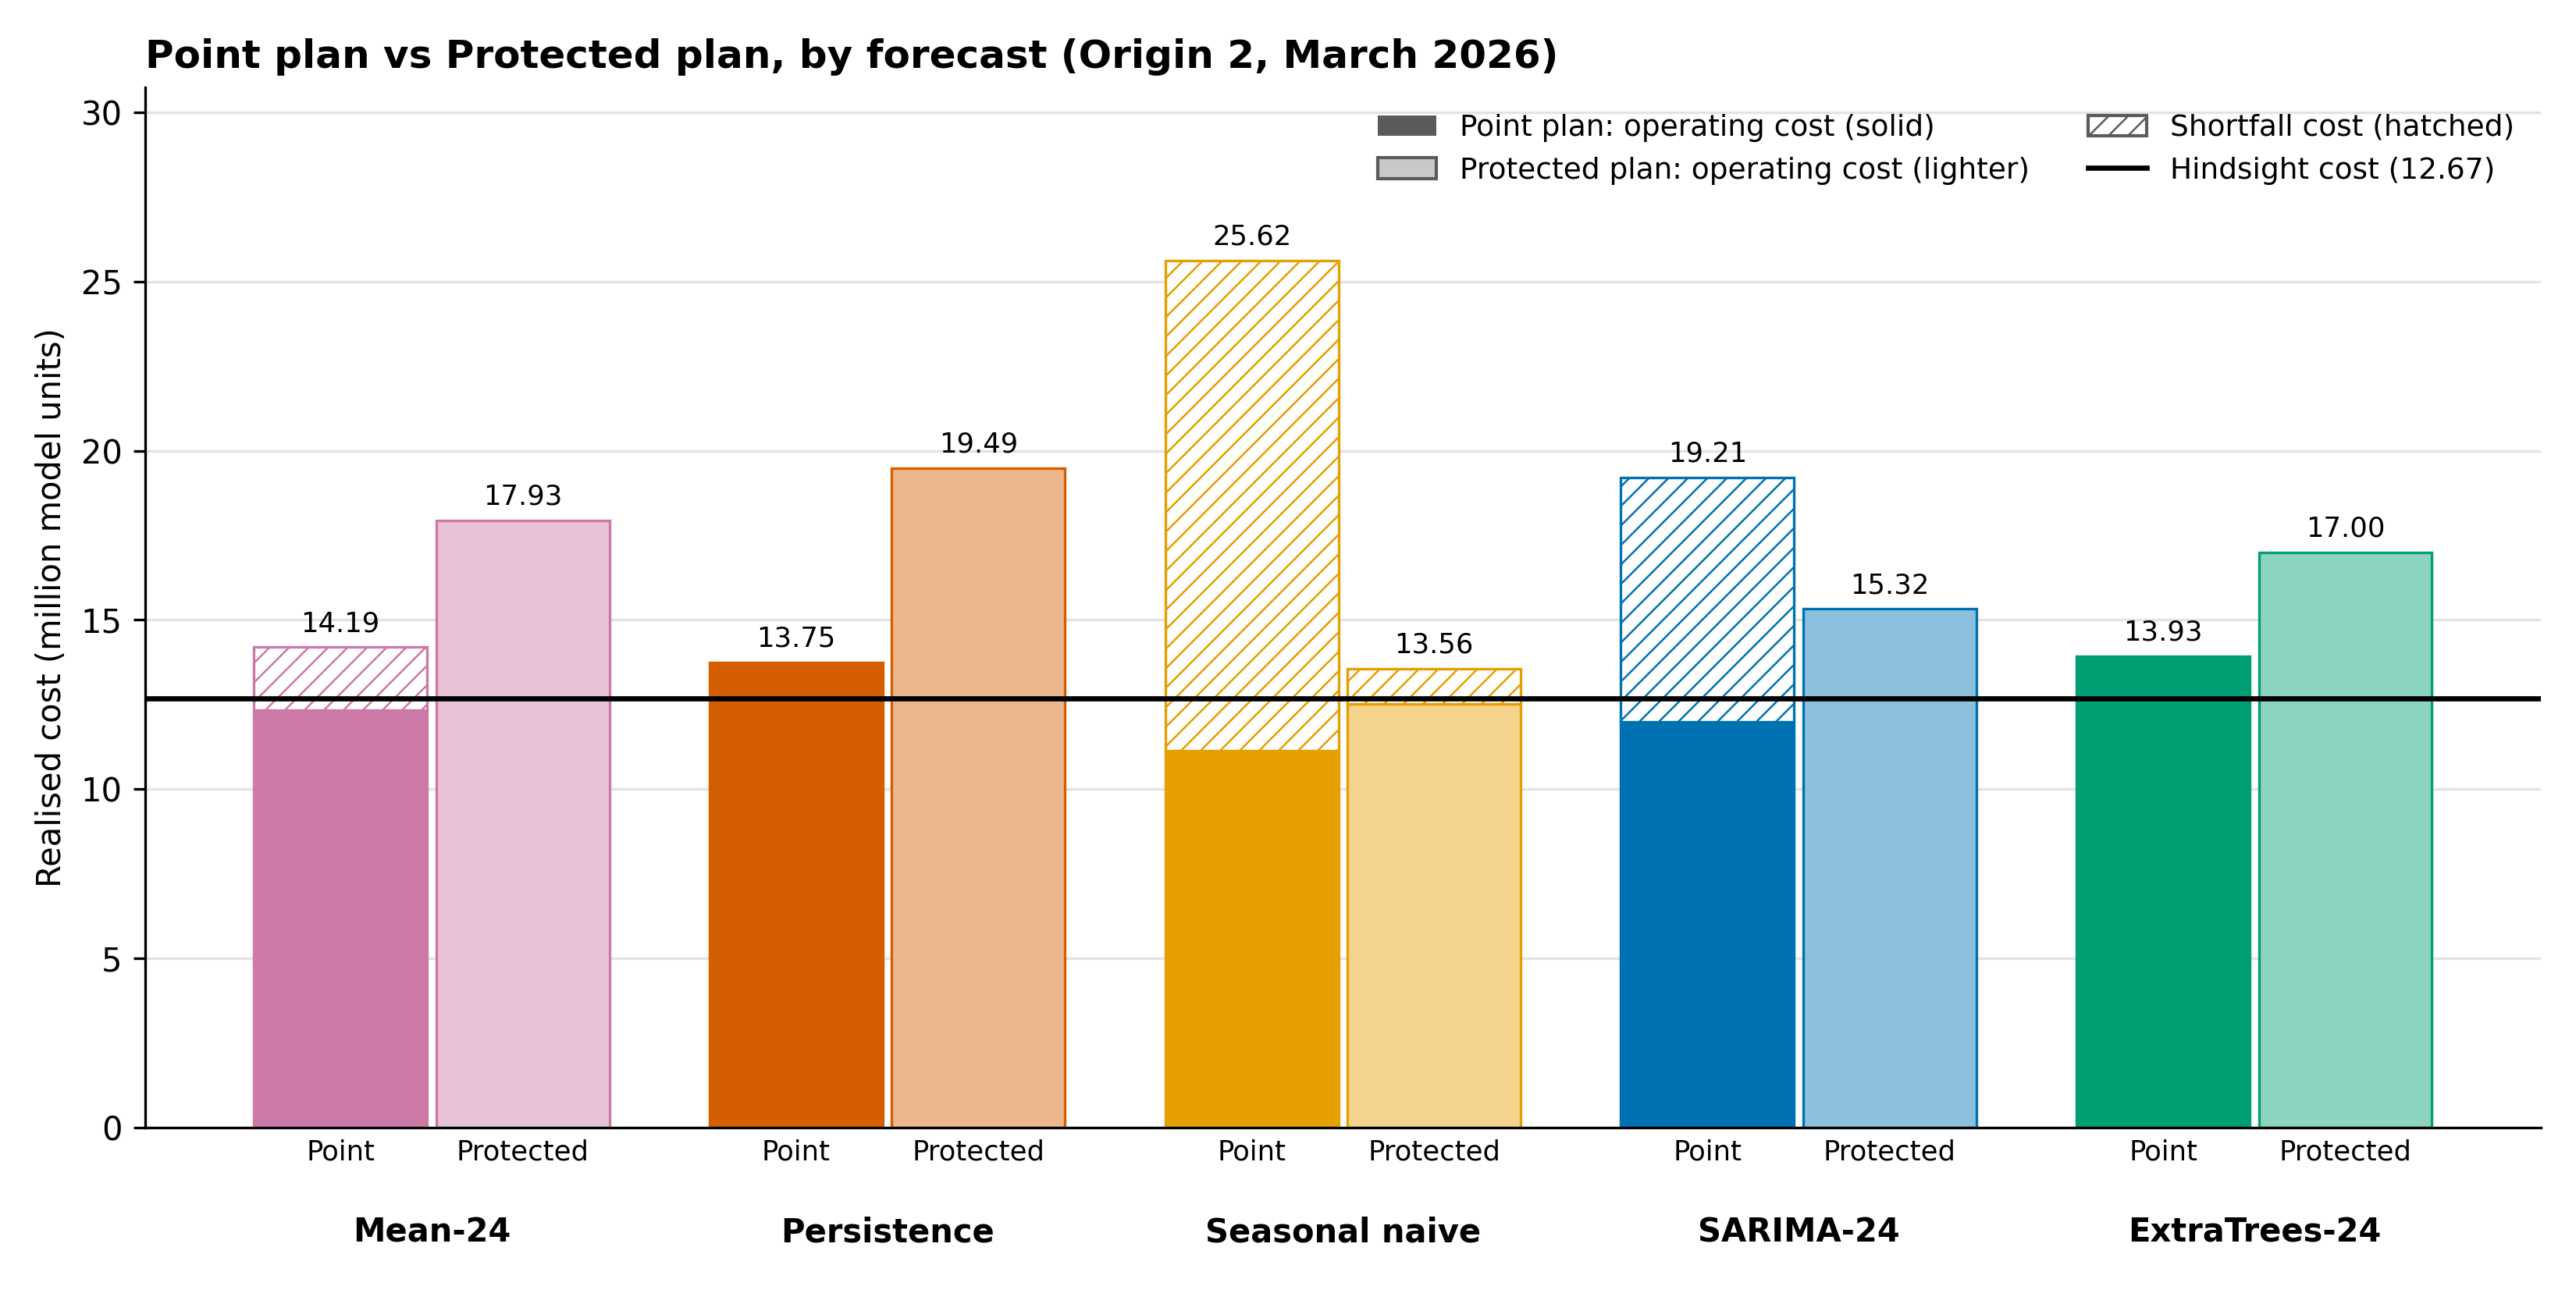 Point plan vs Protected plan, by forecast (Origin 2, March 2026)
Realised cost (million model units)
30
25
20
15
10
5
0
Point plan: operating cost (solid)
Protected plan: operating cost (lighter)
Shortfall cost (hatched)
Hindsight cost (12.67)
14.19
17.93
13.75
19.49
25.62
13.56
19.21
15.32
13.93
17.00
Point Protected Point Protected Point Protected Point Protected Point Protected
Mean-24 Persistence Seasonal naive SARIMA-24 ExtraTrees-24